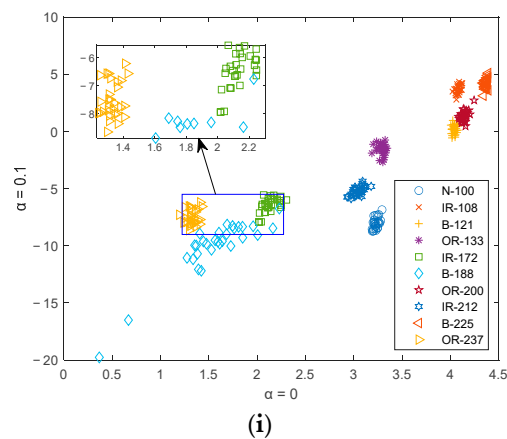 10
5
0
-5
-10
-15
-20
α = 0.1
-6
-7
-8
1.4
1.6
1.8
2
2.2
N-100
IR-108
B-121
OR-133
IR-172
B-188
OR-200
IR-212
B-225
OR-237
0 0.5 1 1.5 2 2.5 3 3.5 4 4.5
α = 0
(i)